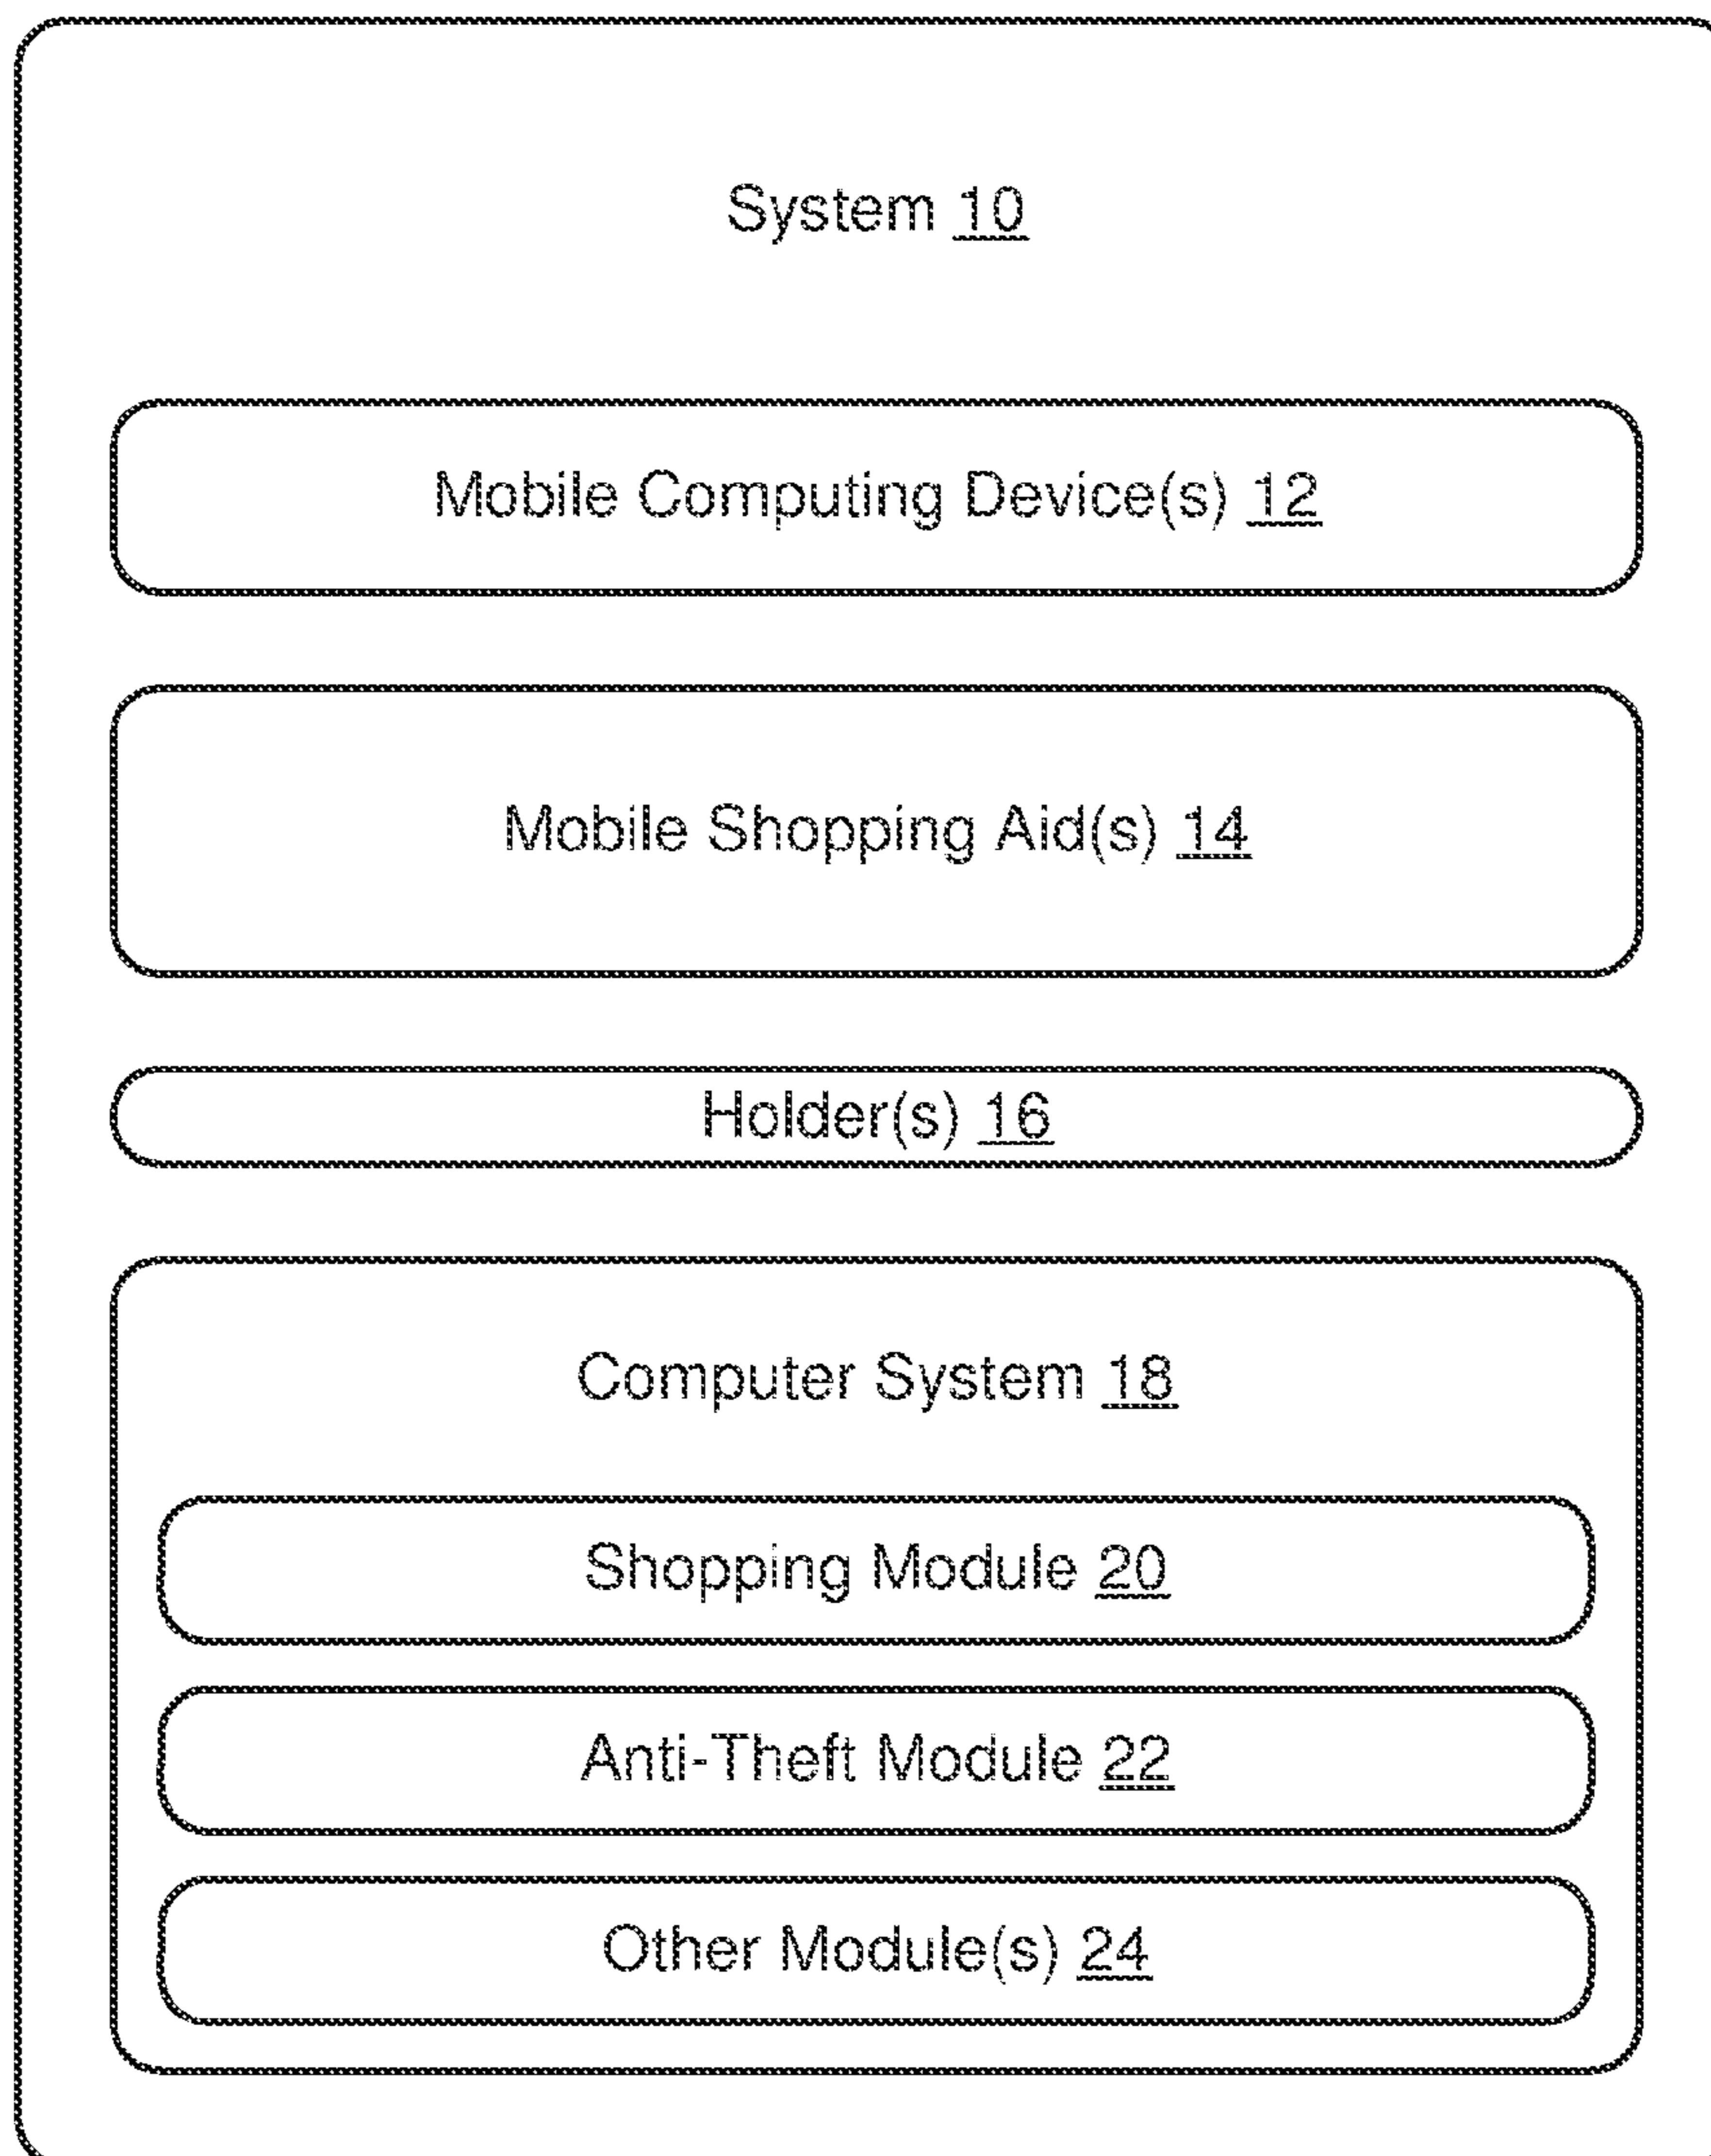 System 10
Mobile Computing Device(s) 12
Mobile Shopping Aid(s) 14
Holder(s) 16
Computer System 18
Shopping Module 20
Anti-Theft Module 22
Other Module(s) 24